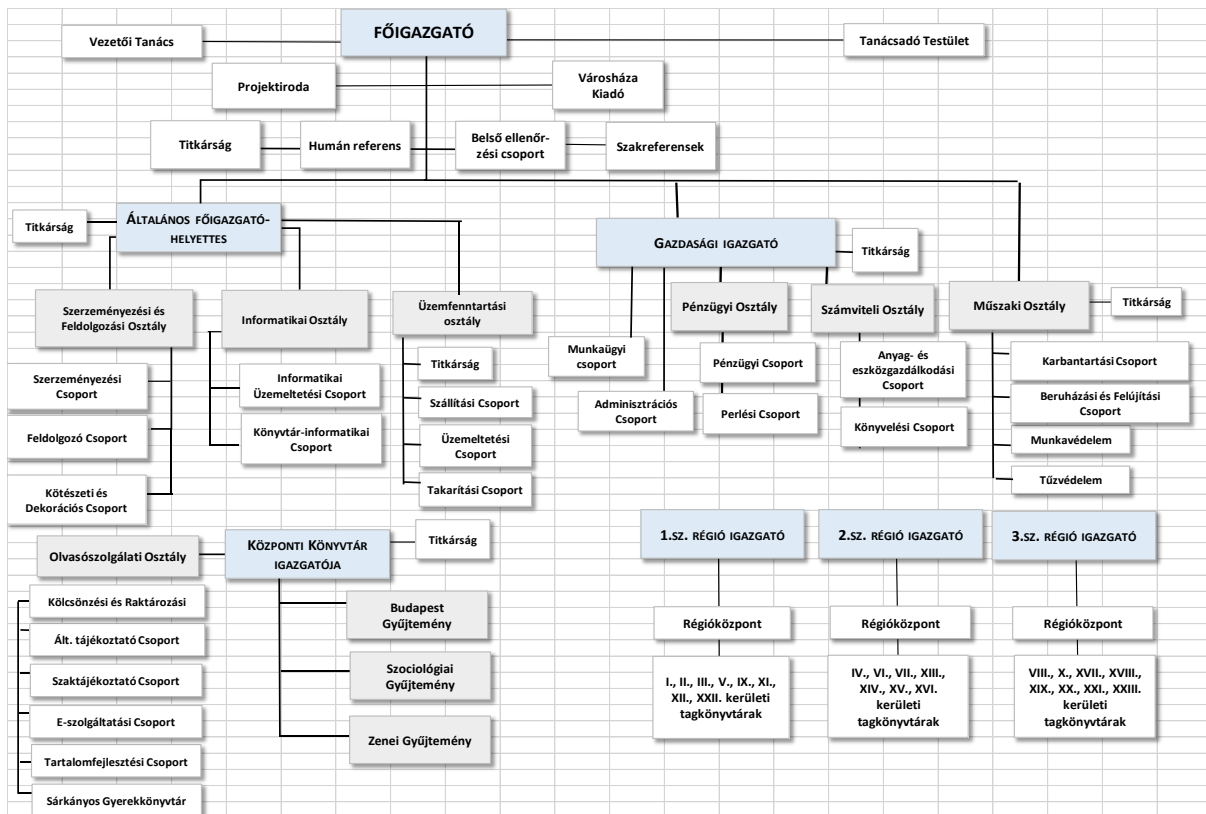 FŐIGAZGATÓ
Vezetői Tanács
Tanácsadó Testület
Projektiroda
Városháza
Kiadó
Titkárság
Humán referens
Belső ellenőr-
zési csoport
Szakreferensek
Titkárság
ÁLTALÁNOS FŐIGAZGATÓ-
HELYETTES
GAZDASÁGI IGAZGATÓ
Titkárság
Szerzeményezési és
Feldolgozási Osztály
Informatikai Osztály
Üzemfenntartási
osztály
Pénzügyi Osztály
Számviteli Osztály
Műszaki Osztály
Titkárság
Szerzeményezési
Csoport
Feldolgozó Csoport
Kötészeti és
Dekorációs Csoport
Informatikai
Üzemeltetési Csoport
Könyvtár-informatikai
Csoport
Titkárság
Szállítási Csoport
Üzemeltetési
Csoport
Takarítási Csoport
Munkaügyi
csoport
Adminisztrációs
Csoport
Pénzügyi Csoport
Perlési Csoport
Anyag- és
eszközgazdálkodási
Csoport
Könyvelési Csoport
Karbantartási Csoport
Beruházási és Felújítási
Csoport
Munkavédelem
Tűzvédelem
Olvasószolgálati Osztály
KÖZPONTI KÖNYVTÁR
IGAZGATÓJA
Titkárság
Kölcsönzési és Raktározási
Ált. tájékoztató Csoport
Szaktájékoztató Csoport
E-szolgáltatási Csoport
Tartalomfejlesztési Csoport
Sárkányos Gyerekkönyvtár
Budapest
Gyűjtemény
Szociológiai
Gyűjtemény
Zenei Gyűjtemény
1.SZ. RÉGIÓ IGAZGATÓ
2.SZ. RÉGIÓ IGAZGATÓ
3.SZ. RÉGIÓ IGAZGATÓ
Régióközpont
Régióközpont
Régióközpont
I., II., III., V., IX., XI.,
XII., XXII. kerületi
tagkönyvtárak
IV., VI., VII., XIII.,
XIV., XV., XVI.
kerületi
tagkönyvtárak
VIII., X., XVII., XVIII.,
XIX., XX., XXI., XXIII.
kerületi
tagkönyvtárak